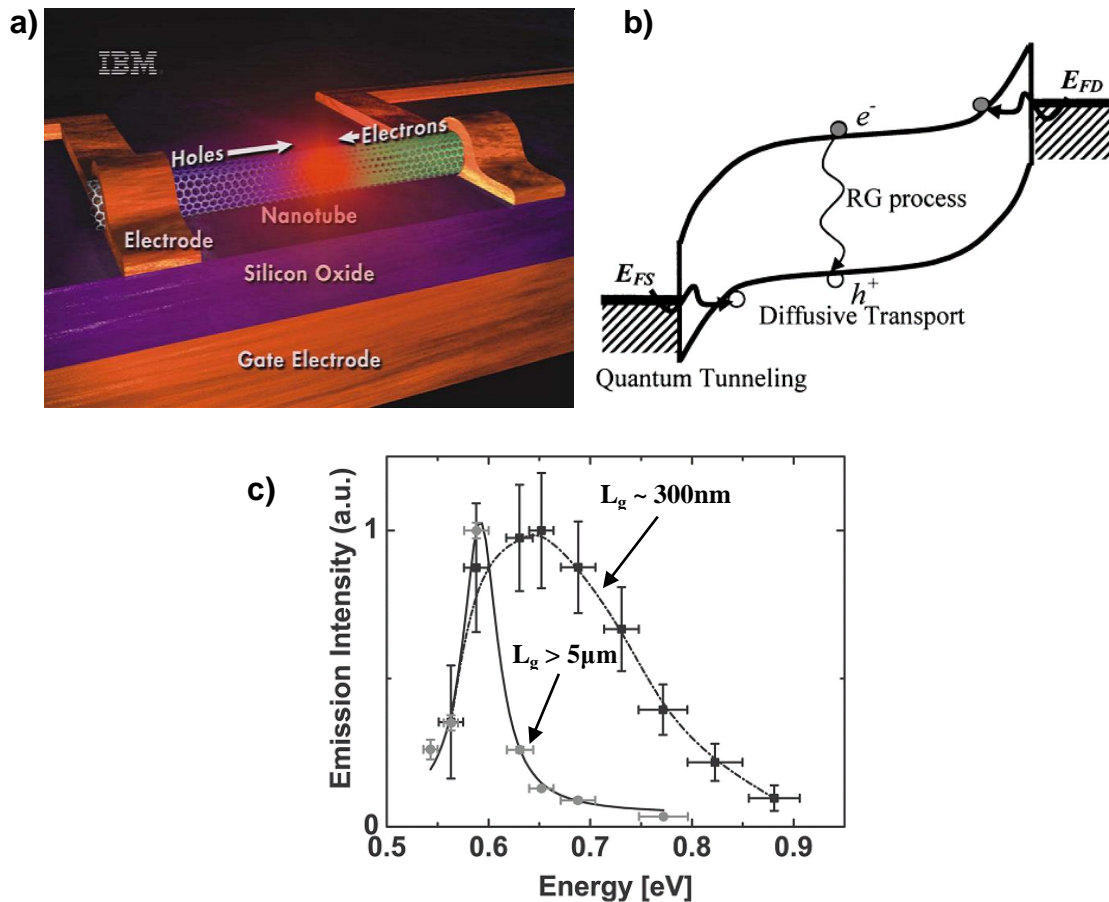 a)
IBM
Holes
Electrons
Nanotube
Electrode
Silicon Oxide
Gate Electrode
b)
E_FD
e-
RG process
E_FS
h+
Diffusive Transport
Quantum Tunneling
c)
Emission Intensity (a.u.)
1
0
L_g ~ 300nm
L_g > 5μm
0.5 0.6 0.7 0.8 0.9
Energy [eV]